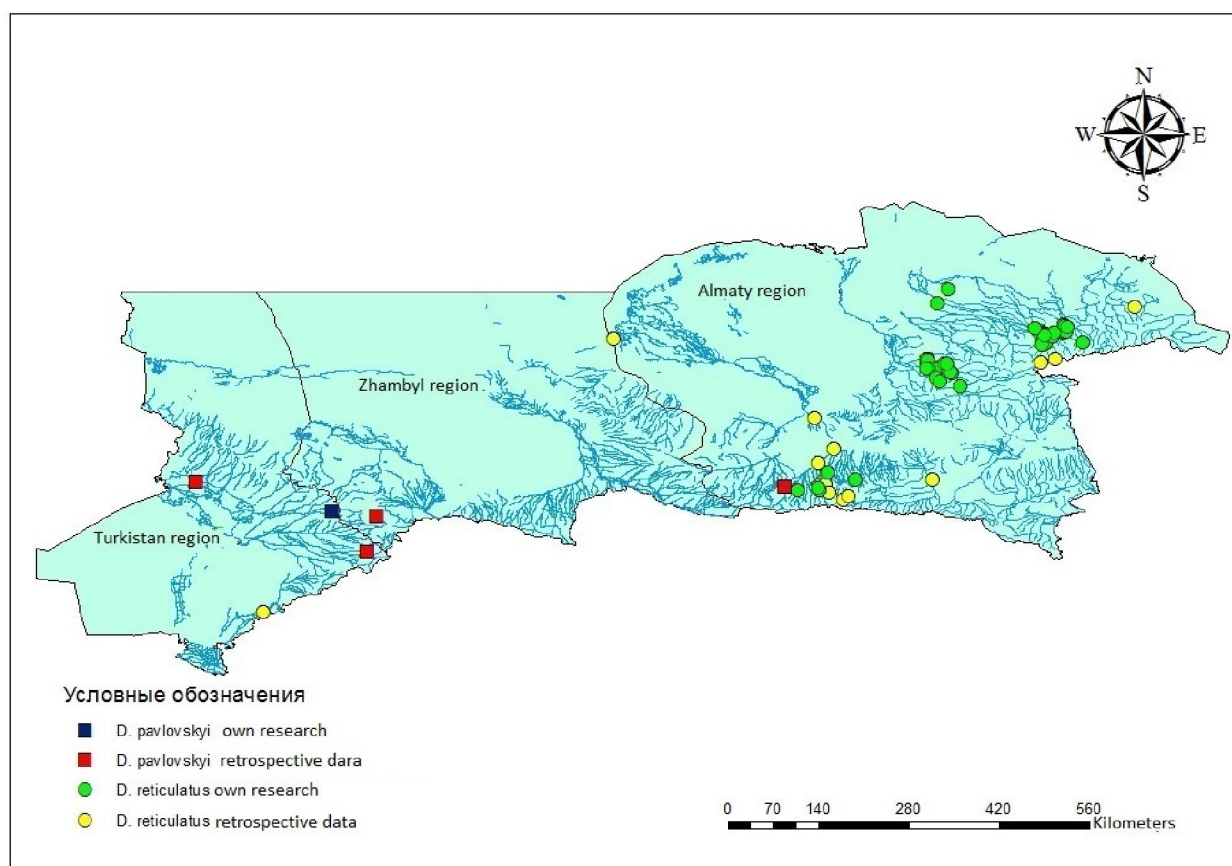 N
W E
S
Almaty region
Zhambyl region
Turkistan region
Условные обозначения
D. pavlovskyi own research
D. pavlovskyi retrospective dara
D. reticulatus own research
D. reticulatus retrospective data
0 70 140 280 420 560
Kilometers